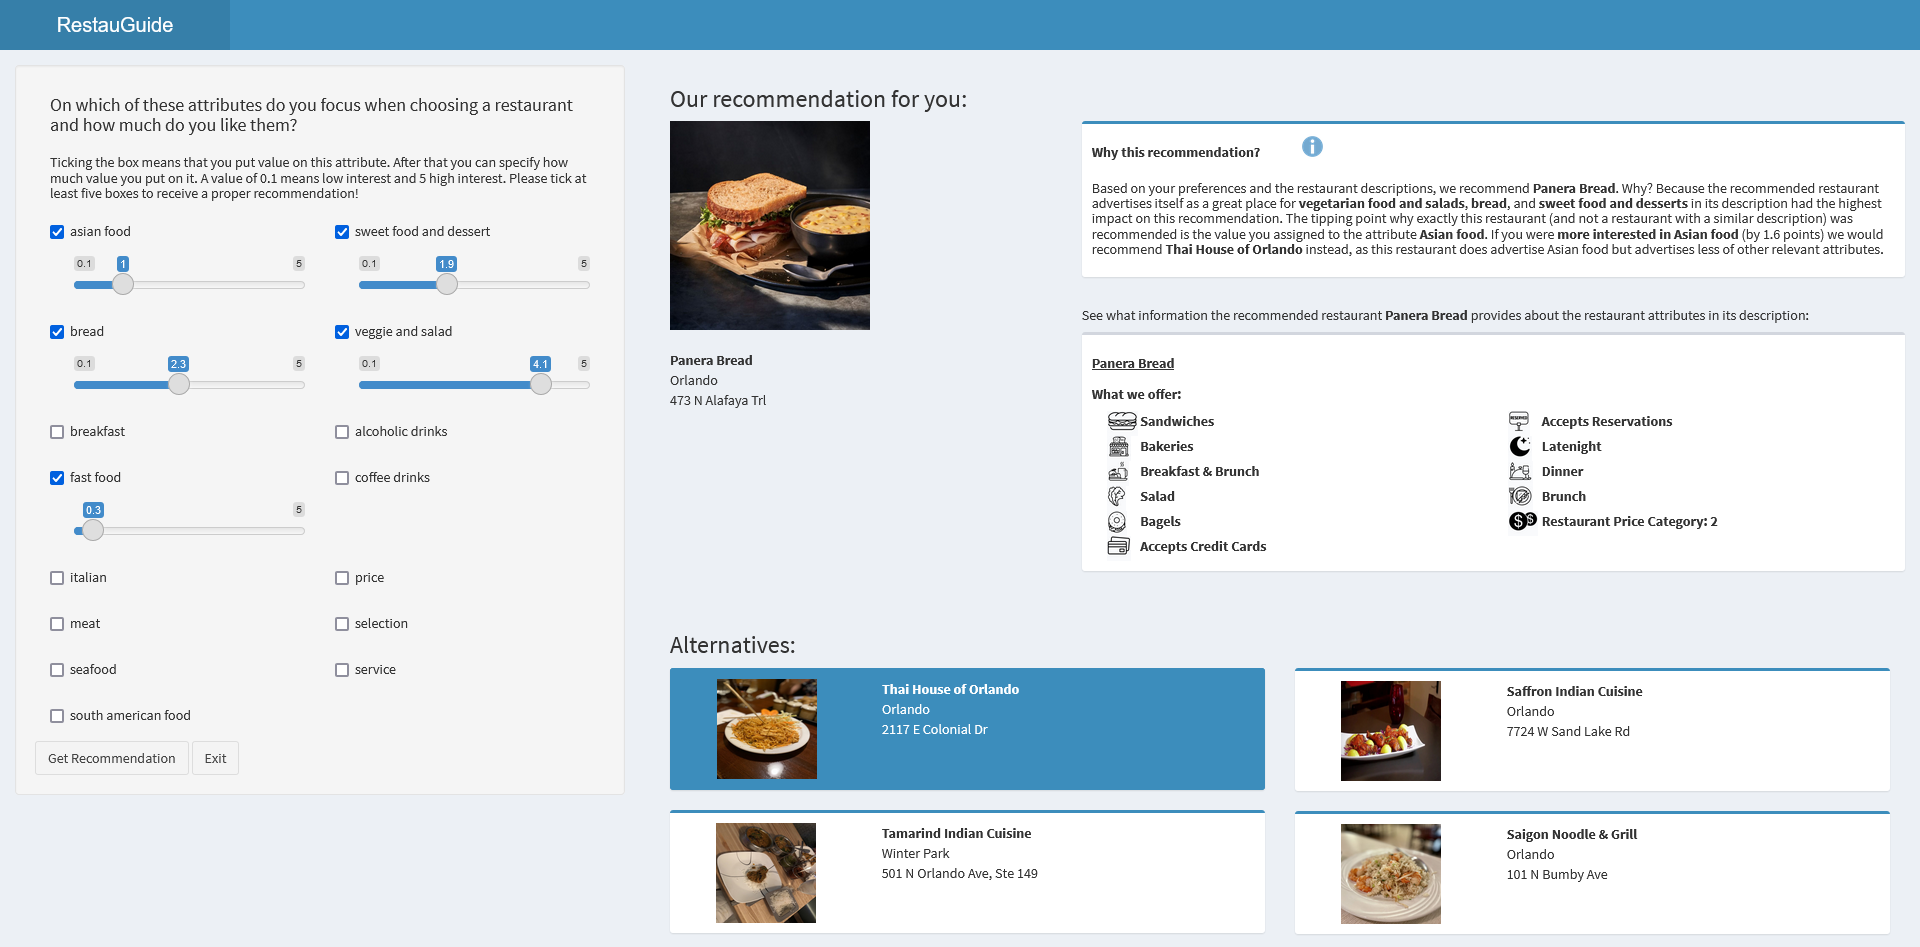 RestauGuide
On which of these attributes do you focus when choosing a restaurant
and how much do you like them?
Ticking the box means that you put value on this attribute. After that you can specify how
much value you put on it. A value of 0.1 means low interest and 5 high interest. Please tick at
least five boxes to receive a proper recommendation!
asian food
0.1 1 5
sweet food and dessert
0.1 1.9 5
bread
0.1 2.3 5
veggie and salad
0.1 4.1 5
breakfast
alcoholic drinks
fast food
0.3 5
coffee drinks
italian
price
meat
selection
seafood
service
south american food
Get Recommendation
Exit
Our recommendation for you:
Panera Bread
Orlando
473 N Alafaya Trl
Why this recommendation?
Based on your preferences and the restaurant descriptions, we recommend Panera Bread. Why? Because the recommended restaurant
advertises itself as a great place for vegetarian food and salads, bread, and sweet food and desserts in its description had the highest
impact on this recommendation. The tipping point why exactly this restaurant (and not a restaurant with a similar description) was
recommended is the value you assigned to the attribute Asian food. If you were more interested in Asian food (by 1.6 points) we would
recommend Thai House of Orlando instead, as this restaurant does advertise Asian food but advertises less of other relevant attributes.
See what information the recommended restaurant Panera Bread provides about the restaurant attributes in its description:
Panera Bread
What we offer:
Sandwiches
Bakeries
Breakfast & Brunch
Salad
Bagels
Accepts Credit Cards
RESERVED
Accepts Reservations
Latenight
Dinner
Brunch
$$ Restaurant Price Category: 2
Alternatives:
Thai House of Orlando
Orlando
2117 E Colonial Dr
Saffron Indian Cuisine
Orlando
7724 W Sand Lake Rd
Tamarind Indian Cuisine
Winter Park
501 N Orlando Ave, Ste 149
Saigon Noodle & Grill
Orlando
101 N Bumby Ave